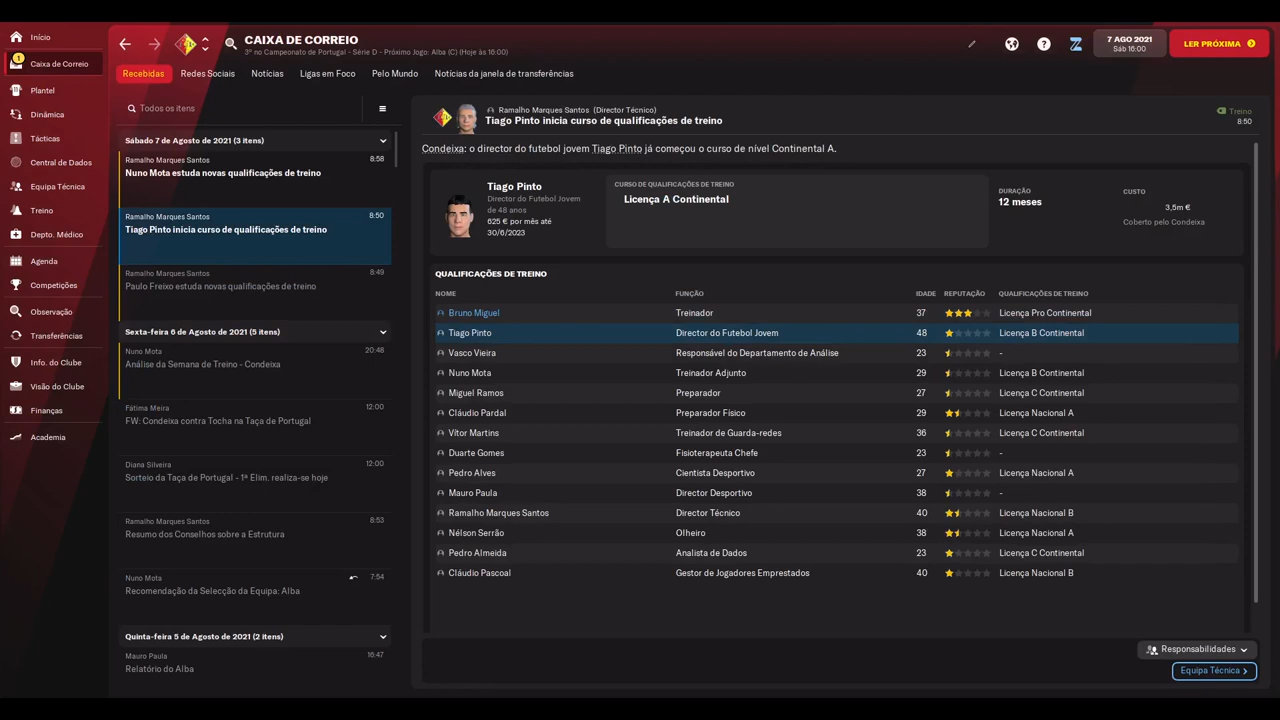 Início
1
Caixa de Correio
Plantel
Dinâmica
Tácticas
Central de Dados
Equipa Técnica
Treino
Depto. Médico
Agenda
Competições
Observação
Transferências
Info. do Clube
Visão do Clube
Finanças
Academia
CAIXA DE CORREIO
3º no Campeonato de Portugal - Série D - Próximo Jogo: Alba (C) (Hoje às 16:00)
7 AGO 2021
Sáb 16:00
LER PRÓXIMA
Recebidas
Redes Sociais
Notícias
Ligas em Foco
Pelo Mundo
Notícias da janela de transferências
Todos os itens
Sábado 7 de Agosto de 2021 (3 itens)
Ramalho Marques Santos
8:58
Nuno Mota estuda novas qualificações de treino
Ramalho Marques Santos
8:50
Tiago Pinto inicia curso de qualificações de treino
Ramalho Marques Santos
8:49
Paulo Freixo estuda novas qualificações de treino
Sexta-feira 6 de Agosto de 2021 (5 itens)
Nuno Mota
20:48
Análise da Semana de Treino - Condeixa
Fátima Meira
12:00
FW: Condeixa contra Tocha na Taça de Portugal
Diana Silveira
12:00
Sorteio da Taça de Portugal - 1ª Elim. realiza-se hoje
Ramalho Marques Santos
8:53
Resumo dos Conselhos sobre a Estrutura
Nuno Mota
7:54
Recomendação da Selecção da Equipa: Alba
Quinta-feira 5 de Agosto de 2021 (2 itens)
Mauro Paula
16:47
Relatório do Alba
Ramalho Marques Santos (Director Técnico)
Tiago Pinto inicia curso de qualificações de treino
Treino
8:50
Condeixa: o director do futebol jovem Tiago Pinto já começou o curso de nível Continental A.
Tiago Pinto
Director do Futebol Jovem
de 48 anos
625 € por mês até
30/6/2023
CURSO DE QUALIFICAÇÕES DE TREINO
Licença A Continental
DURAÇÃO
12 meses
CUSTO
3,5m €
Coberto pelo Condeixa
QUALIFICAÇÕES DE TREINO
NOME FUNÇÃO IDADE REPUTAÇÃO QUALIFICAÇÕES DE TREINO
Bruno Miguel Treinador 37 Licença Pro Continental
Tiago Pinto Director do Futebol Jovem 48 Licença B Continental
Vasco Vieira Responsável do Departamento de Análise 23 -
Nuno Mota Treinador Adjunto 29 Licença B Continental
Miguel Ramos Preparador 27 Licença C Continental
Cláudio Pardal Preparador Físico 29 Licença Nacional A
Vítor Martins Treinador de Guarda-redes 36 Licença C Continental
Duarte Gomes Fisioterapeuta Chefe 23 -
Pedro Alves Cientista Desportivo 27 Licença Nacional A
Mauro Paula Director Desportivo 38 -
Ramalho Marques Santos Director Técnico 40 Licença Nacional B
Nélson Serrão Olheiro 38 Licença Nacional A
Pedro Almeida Analista de Dados 23 Licença C Continental
Cláudio Pascoal Gestor de Jogadores Emprestados 40 Licença Nacional B
Responsabilidades
Equipa Técnica